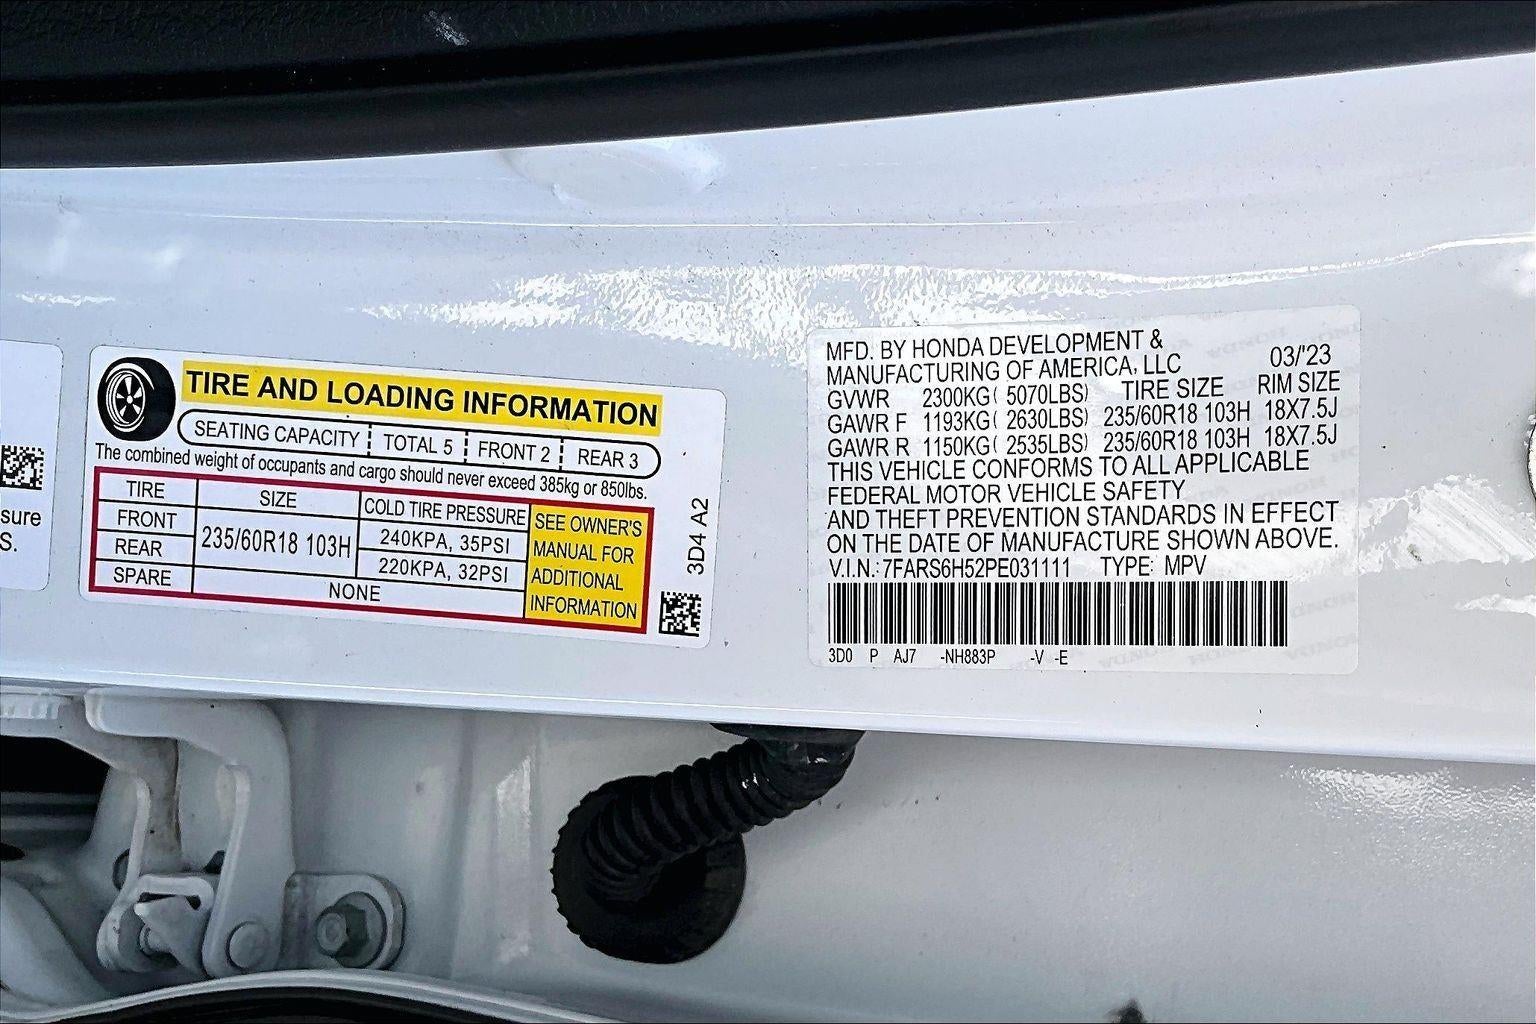 sure
S.
TIRE AND LOADING INFORMATION
SEATING CAPACITY TOTAL 5 FRONT 2 REAR 3
The combined weight of occupants and cargo should never exceed 385kg or 850lbs.
TIRE SIZE COLD TIRE PRESSURE
FRONT 235/60R18 103H 240KPA, 35PSI
REAR 220KPA, 32PSI
SPARE NONE
SEE OWNER'S
MANUAL FOR
ADDITIONAL
INFORMATION
3D4 A2
MFD. BY HONDA DEVELOPMENT &
MANUFACTURING OF AMERICA, LLC 03/'23
GVWR 2300KG( 5070LBS) TIRE SIZE RIM SIZE
GAWR F 1193KG( 2630LBS) 235/60R18 103H 18X7.5J
GAWR R 1150KG( 2535LBS) 235/60R18 103H 18X7.5J
THIS VEHICLE CONFORMS TO ALL APPLICABLE
FEDERAL MOTOR VEHICLE SAFETY
AND THEFT PREVENTION STANDARDS IN EFFECT
ON THE DATE OF MANUFACTURE SHOWN ABOVE.
V.I.N.: 7FARS6H52PE031111 TYPE: MPV
3D0 P AJ7 -NH883P -V -E